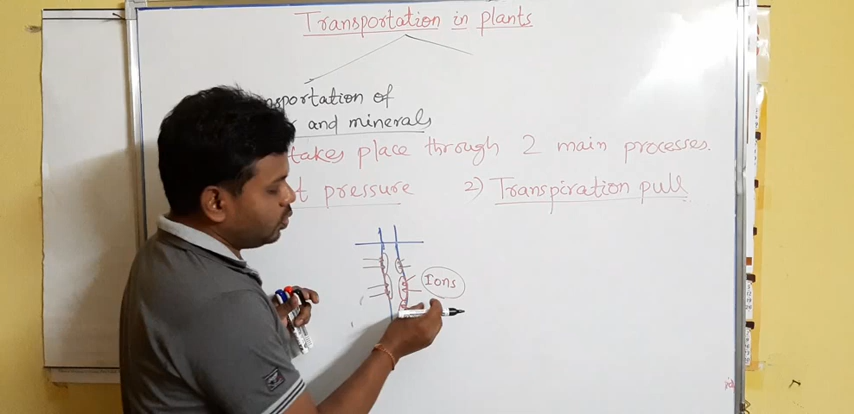 Transportation in plants
sportation of
and minerals
takes place through 2 main processes.
t pressure 2) Transpiration pull
Ions